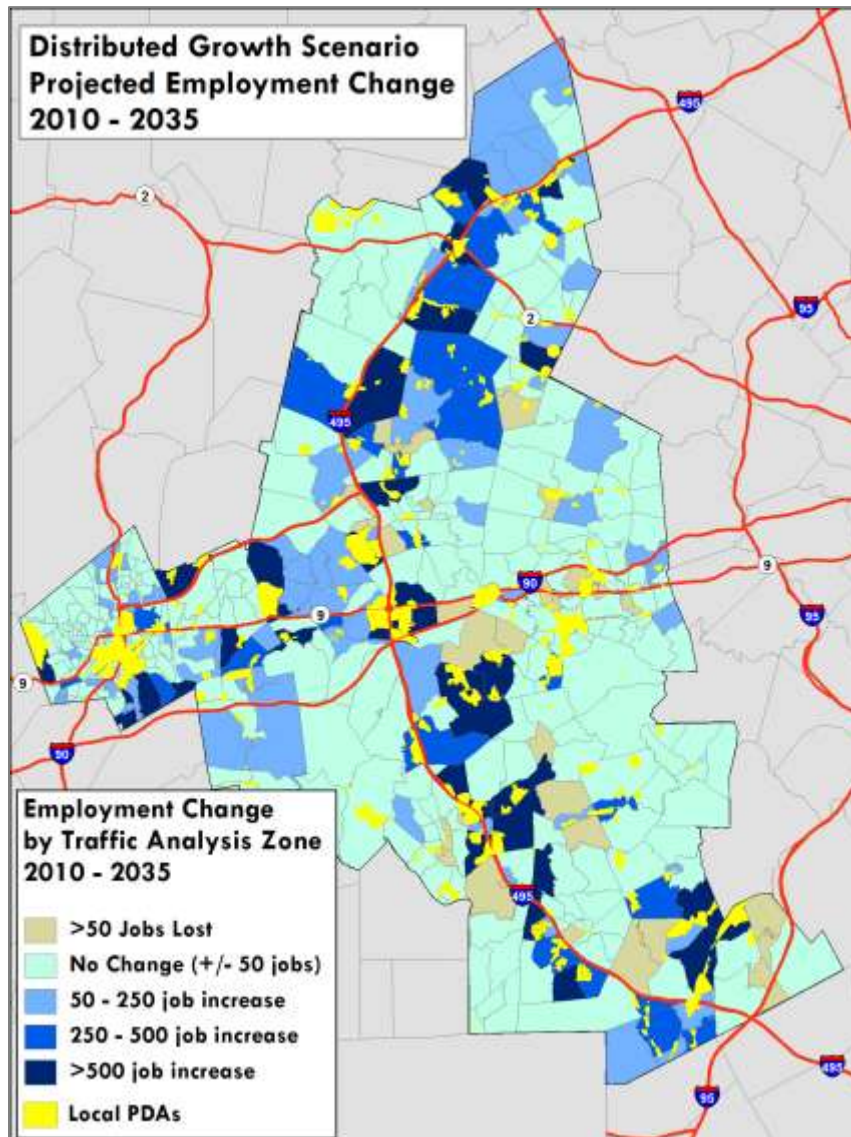 Distributed Growth Scenario
Projected Employment Change
2010 - 2035
495
2
95
2
495
9
90
9
95
9
90
495
495
95
Employment Change
by Traffic Analysis Zone
2010 - 2035
>50 Jobs Lost
No Change (+/- 50 jobs)
50 - 250 job increase
250 - 500 job increase
>500 job increase
Local PDAs